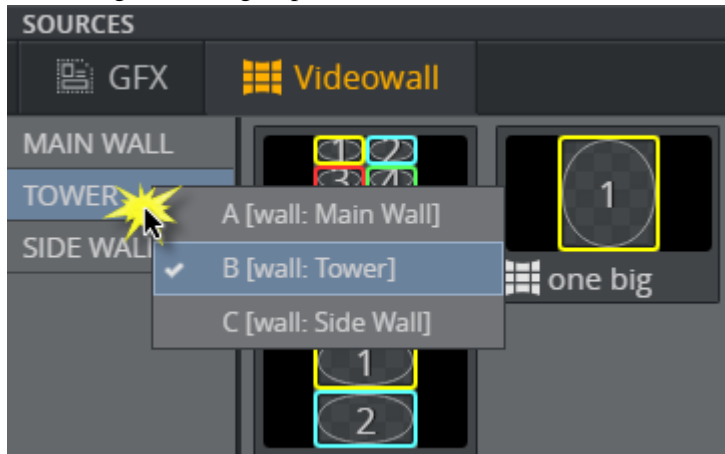 SOURCES
GFX
Videowall
MAIN WALL
TOWER
SIDE WALL
A [wall: Main Wall]
B [wall: Tower]
C [wall: Side Wall]
1 2
3 4
1
2
1
one big